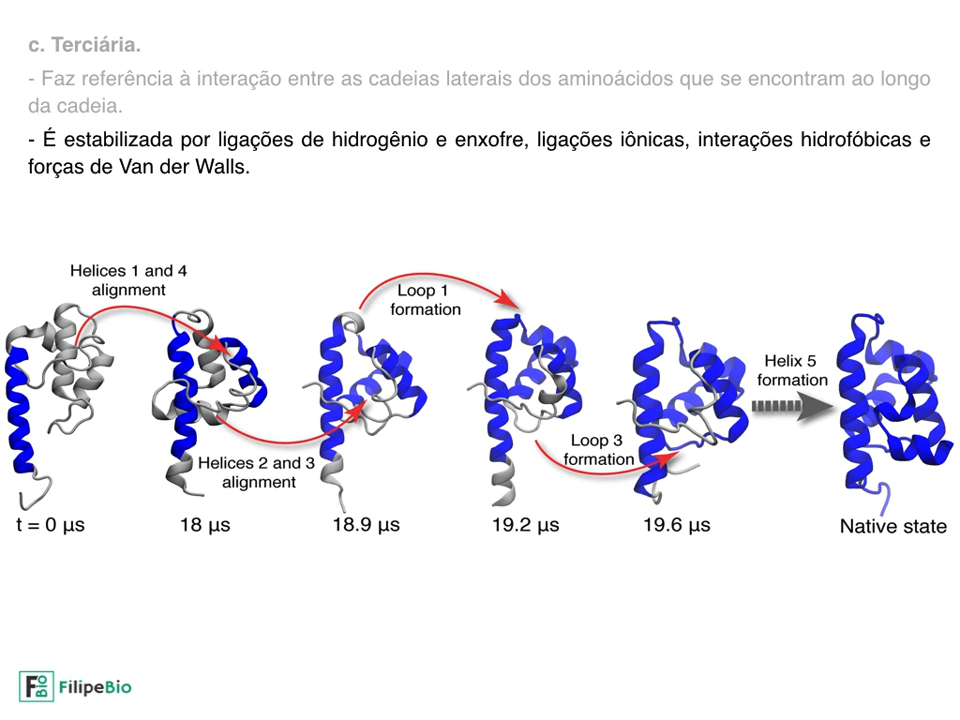 c. Terciária.
- Faz referência à interação entre as cadeias laterais dos aminoácidos que se encontram ao longo
da cadeia.
- É estabilizada por ligações de hidrogênio e enxofre, ligações iônicas, interações hidrofóbicas e
forças de Van der Walls.
Helices 1 and 4
alignment
Loop 1
formation
Helix 5
formation
Helices 2 and 3
alignment
Loop 3
formation
t = 0 µs
18 µs
18.9 µs
19.2 µs
19.6 µs
Native state
F BIO FilipeBio